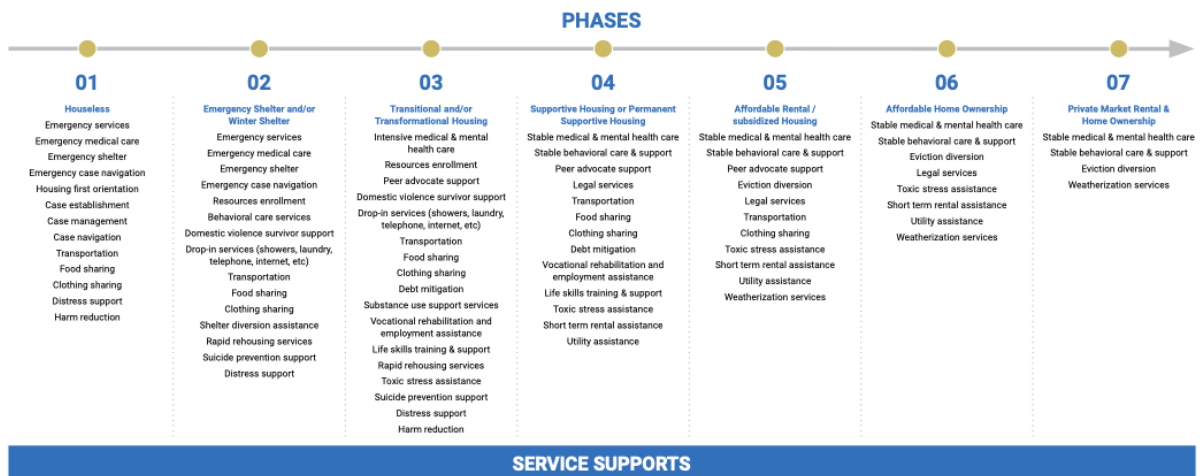 PHASES
01
Houseless
Emergency services
Emergency medical care
Emergency shelter
Emergency case navigation
Housing first orientation
Case establishment
Case management
Case navigation
Transportation
Food sharing
Clothing sharing
Distress support
Harm reduction
02
Emergency Shelter and/or
Winter Shelter
Emergency services
Emergency medical care
Emergency shelter
Emergency case navigation
Resources enrollment
Behavioral care services
Domestic violence survivor support
Drop-in services (showers, laundry,
telephone, internet, etc)
Transportation
Food sharing
Clothing sharing
Shelter diversion assistance
Rapid rehousing services
Suicide prevention support
Distress support
03
Transitional and/or
Transformational Housing
Intensive medical & mental
health care
Resources enrollment
Peer advocate support
Domestic violence survivor support
Drop-in services (showers, laundry,
telephone, internet, etc)
Transportation
Food sharing
Clothing sharing
Debt mitigation
Substance use support services
Vocational rehabilitation and
employment assistance
Life skills training & support
Rapid rehousing services
Toxic stress assistance
Suicide prevention support
Distress support
Harm reduction
04
Supportive Housing or Permanent
Supportive Housing
Stable medical & mental health care
Stable behavioral care & support
Peer advocate support
Legal services
Transportation
Food sharing
Clothing sharing
Debt mitigation
Vocational rehabilitation and
employment assistance
Life skills training & support
Toxic stress assistance
Short term rental assistance
Utility assistance
05
Affordable Rental /
subsidized Housing
Stable medical & mental health care
Stable behavioral care & support
Peer advocate support
Eviction diversion
Legal services
Transportation
Clothing sharing
Toxic stress assistance
Short term rental assistance
Utility assistance
Weatherization services
06
Affordable Home Ownership
Stable medical & mental health care
Stable behavioral care & support
Eviction diversion
Legal services
Toxic stress assistance
Short term rental assistance
Utility assistance
Weatherization services
07
Private Market Rental &
Home Ownership
Stable medical & mental health care
Stable behavioral care & support
Eviction diversion
Weatherization services
SERVICE SUPPORTS